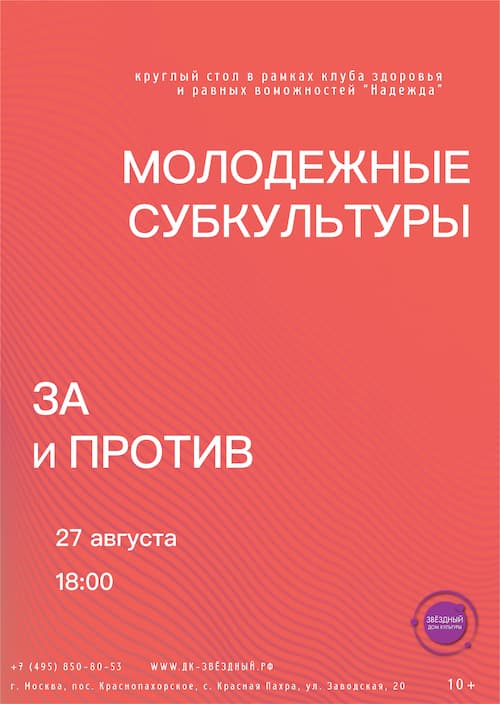 круглый стол в рамках клуба здоровья
и равных воможностей "Надежда"
МОЛОДЕЖНЫЕ
СУБКУЛЬТУРЫ
ЗА
и ПРОТИВ
27 августа
18:00
ЗВЁЗДНЫЙ
ДОМ КУЛЬТУРЫ
+7 (495) 850-80-53 WWW.ДК-ЗВЁЗДНЫЙ.РФ
г. Москва, пос. Краснопахорское, с. Красная Пахра, ул. Заводская, 20 10+